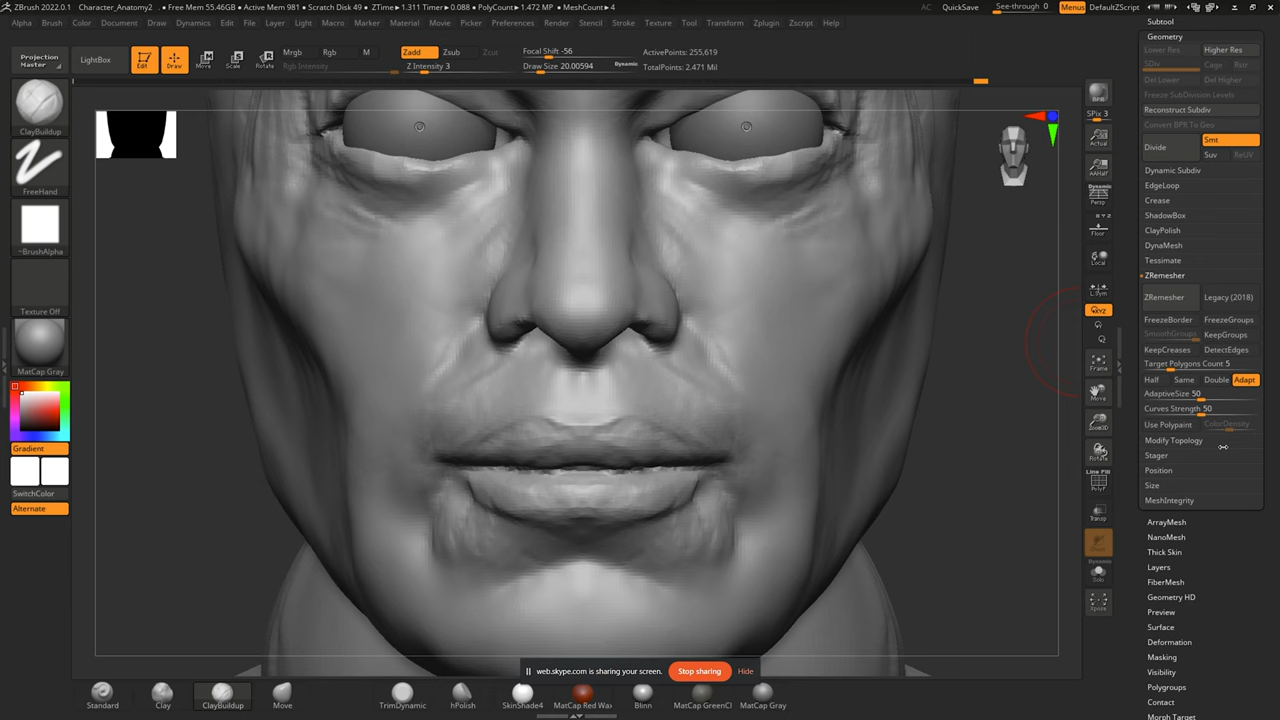 ZBrush 2022.0.1 Character_Anatomy2 • Free Mem 55.46GB • Active Mem 981 • Scratch Disk 49 • ZTime▸1.311 Timer▸0.088 • PolyCount▸1.472 MP • MeshCount▸4 AC QuickSave See-through 0 Menus DefaultZScript
Alpha Brush Color Document Draw Dynamics Edit File Layer Light Macro Marker Material Movie Picker Preferences Render Stencil Stroke Texture Tool Transform Zplugin Zscript Help
Projection Master
LightBox
Edit
Draw
Move
Scale
Rotate
Mrgb Rgb M
Rgb Intensity
Zadd Zsub Zcut
Z Intensity 3
Focal Shift -56
Draw Size 20.00594
Dynamic
ActivePoints: 255,619
TotalPoints: 2.471 Mil
ClayBuildup
FreeHand
~BrushAlpha
Texture Off
MatCap Gray
Gradient
SwitchColor
Alternate
BPR
SPix 3
Actual
AAHalf
Dynamic
Persp
Floor
Local
L.Sym
XYZ
Frame
Move
Zoom3D
Rotate
Line Fill
PolyF
Transp
Dynamic
Solo
Xpose
Subtool
Geometry
Lower Res Higher Res
SDiv Cage Rstr
Del Lower Del Higher
Freeze SubDivision Levels
Reconstruct Subdiv
Convert BPR To Geo
Divide
Smt
Suv ReUV
Dynamic Subdiv
EdgeLoop
Crease
ShadowBox
ClayPolish
DynaMesh
Tessimate
ZRemesher
ZRemesher Legacy (2018)
FreezeBorder FreezeGroups
SmoothGroups KeepGroups
KeepCreases DetectEdges
Target Polygons Count 5
Half Same Double Adapt
AdaptiveSize 50
Curves Strength 50
Use Polypaint ColorDensity
Modify Topology
Stager
Position
Size
MeshIntegrity
ArrayMesh
NanoMesh
Thick Skin
Layers
FiberMesh
Geometry HD
Preview
Surface
Deformation
Masking
Visibility
Polygroups
Contact
Morph Target
web.skype.com is sharing your screen. Stop sharing Hide
Standard Clay ClayBuildup Move TrimDynamic hPolish SkinShade4 MatCap Red Wax Blinn MatCap GreenCl MatCap Gray